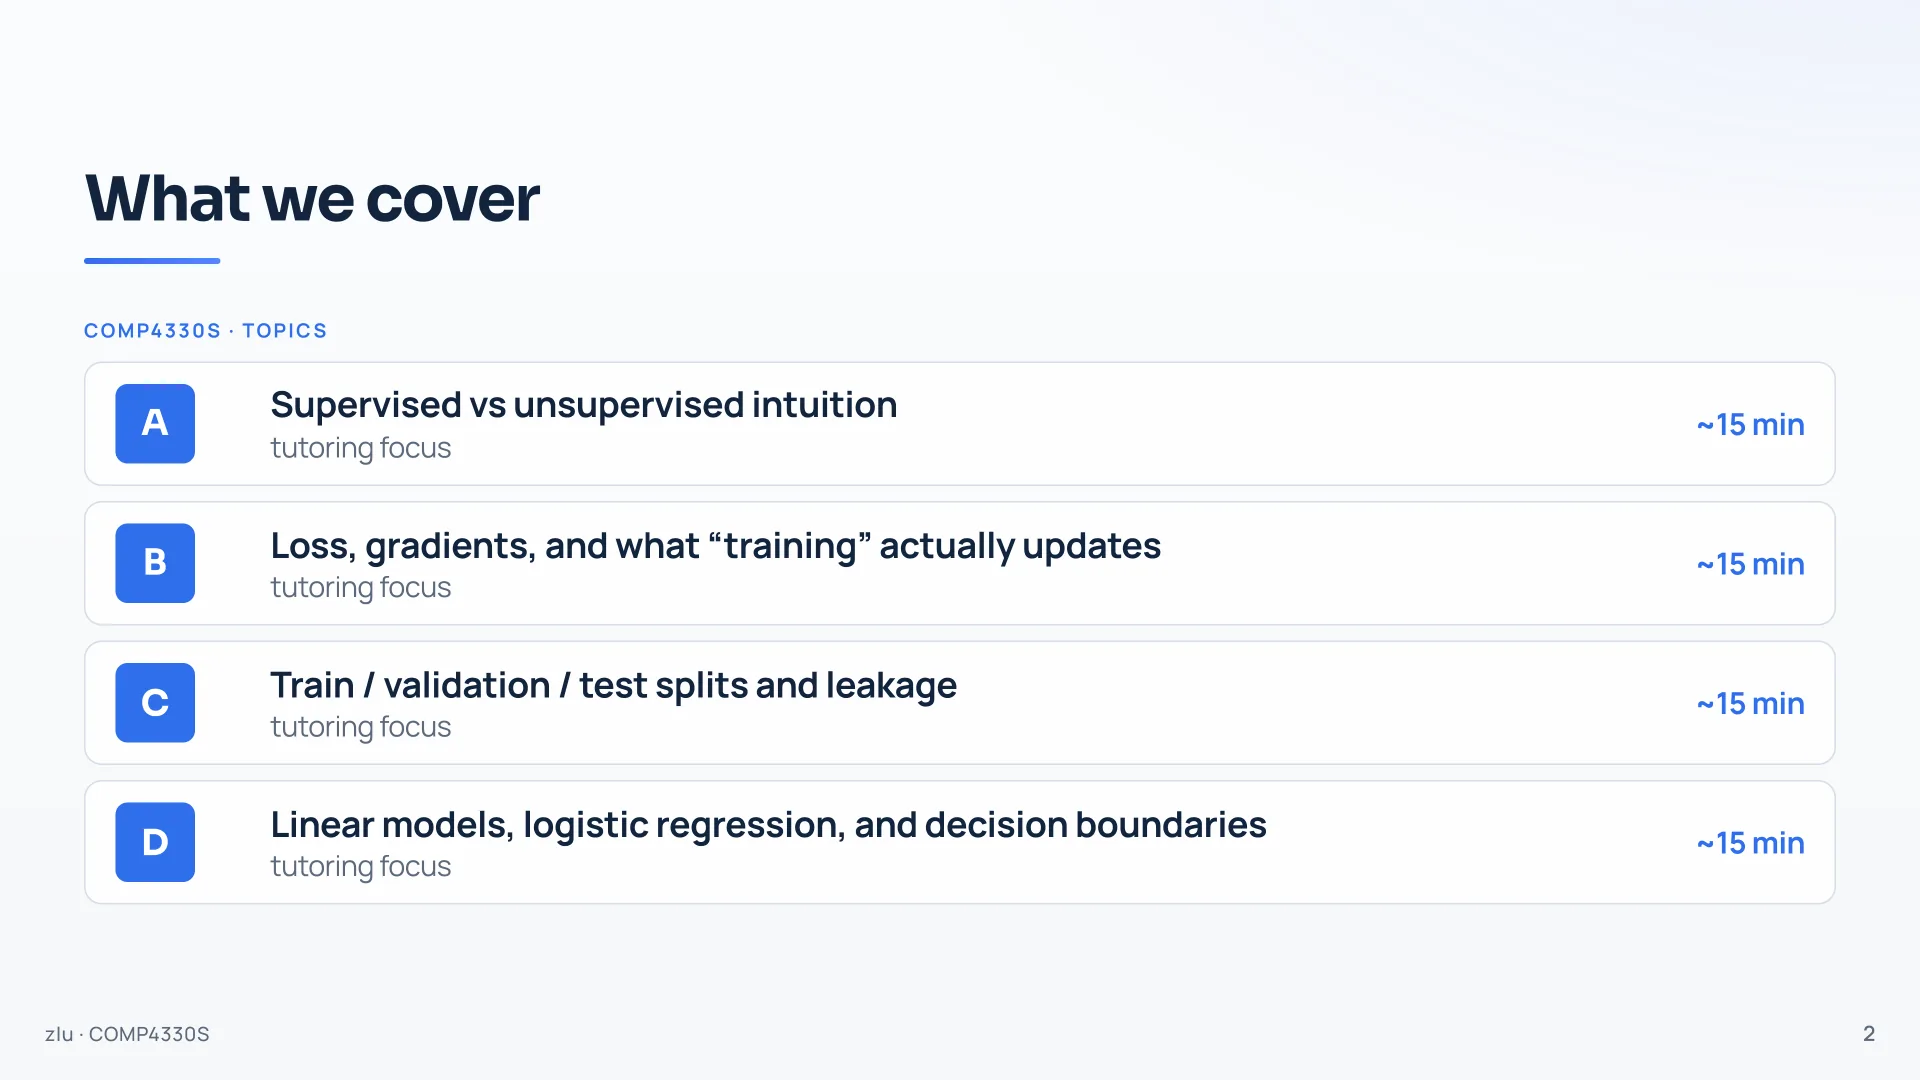 What we cover
COMP4330S · TOPICS
A
Supervised vs unsupervised intuition
tutoring focus
~15 min
B
Loss, gradients, and what “training” actually updates
tutoring focus
~15 min
C
Train / validation / test splits and leakage
tutoring focus
~15 min
D
Linear models, logistic regression, and decision boundaries
tutoring focus
~15 min
zlu · COMP4330S
2